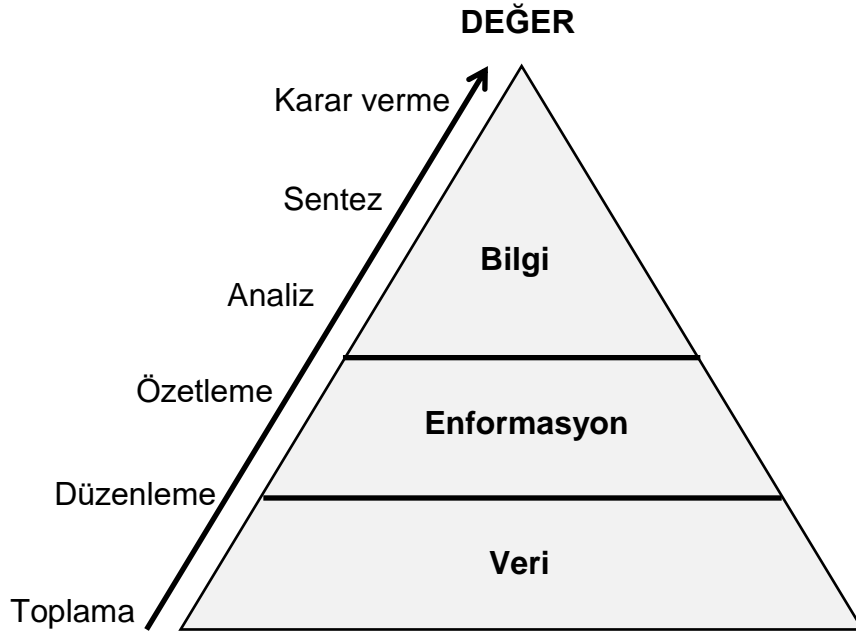 DEĞER
Karar verme
Sentez
Bilgi
Analiz
Özetleme
Enformasyon
Düzenleme
Veri
Toplama